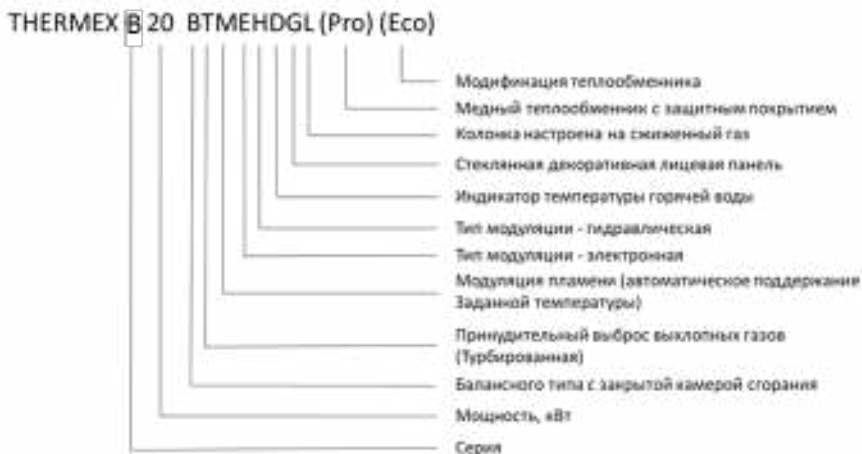 THERMEX B 20 BTMEHDGL (Pro) (Eco)
Модификация теплообменника
Медный теплообменник с защитным покрытием
Колонка настроена на сжиженный газ
Стеклянная декоративная лицевая панель
Индикатор температуры горячей воды
Тип модуляции - гидравлическая
Тип модуляции - электронная
Модуляция пламени (автоматическое поддержание
Заданной температуры)
Принудительный выброс выхлопных газов
(Турбированная)
Балансного типа с закрытой камерой сгорания
Мощность, кВт
Серия